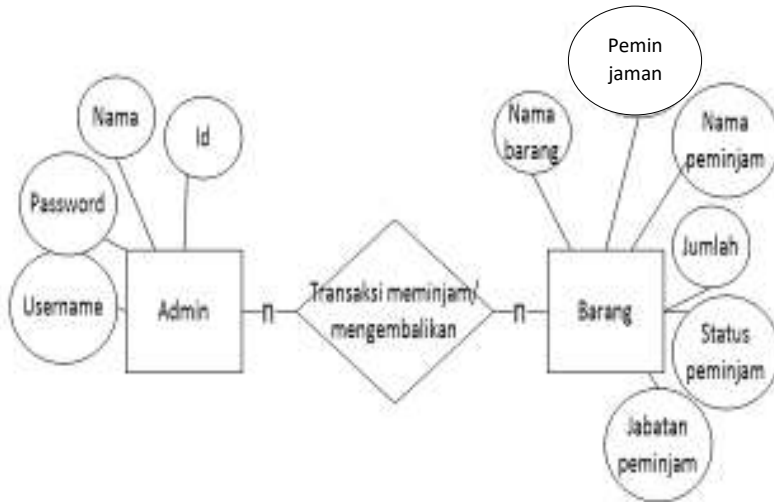 Pemin
jaman
Nama
Id
Nama
barang
Nama
peminjam
Password
Jumlah
Username
Admin
n
Transaksi meminjam/
mengembalikan
n
Barang
Status
peminjam
Jabatan
peminjam